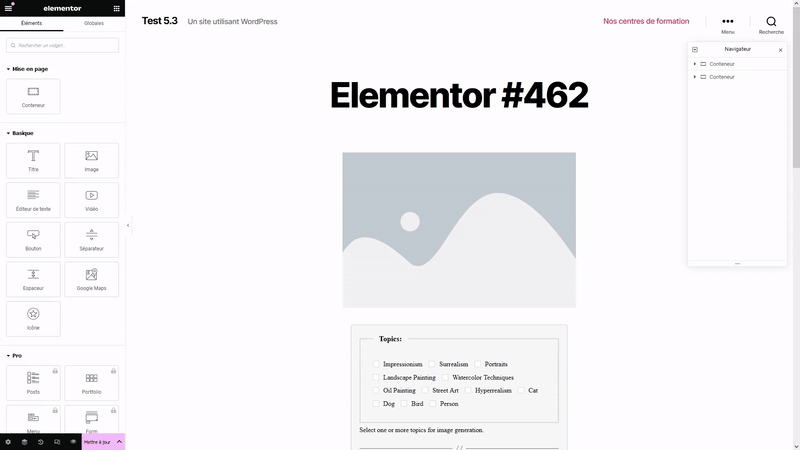 elementor
Éléments
Globales
Rechercher un widget...
Mise en page
Conteneur
Basique
Titre
Image
Éditeur de texte
Vidéo
Bouton
Séparateur
Espaceur
Google Maps
Icône
Pro
Posts
Portfolio
Menu
Form
Mettre à jour
Test 5.3
Un site utilisant WordPress
Nos centres de formation
Menu
Recherche
Elementor #462
Topics:
Impressionism Surrealism Portraits
Landscape Painting Watercolor Techniques
Oil Painting Street Art Hyperrealism Cat
Dog Bird Person
Select one or more topics for image generation.
//
Navigateur
Conteneur
Conteneur